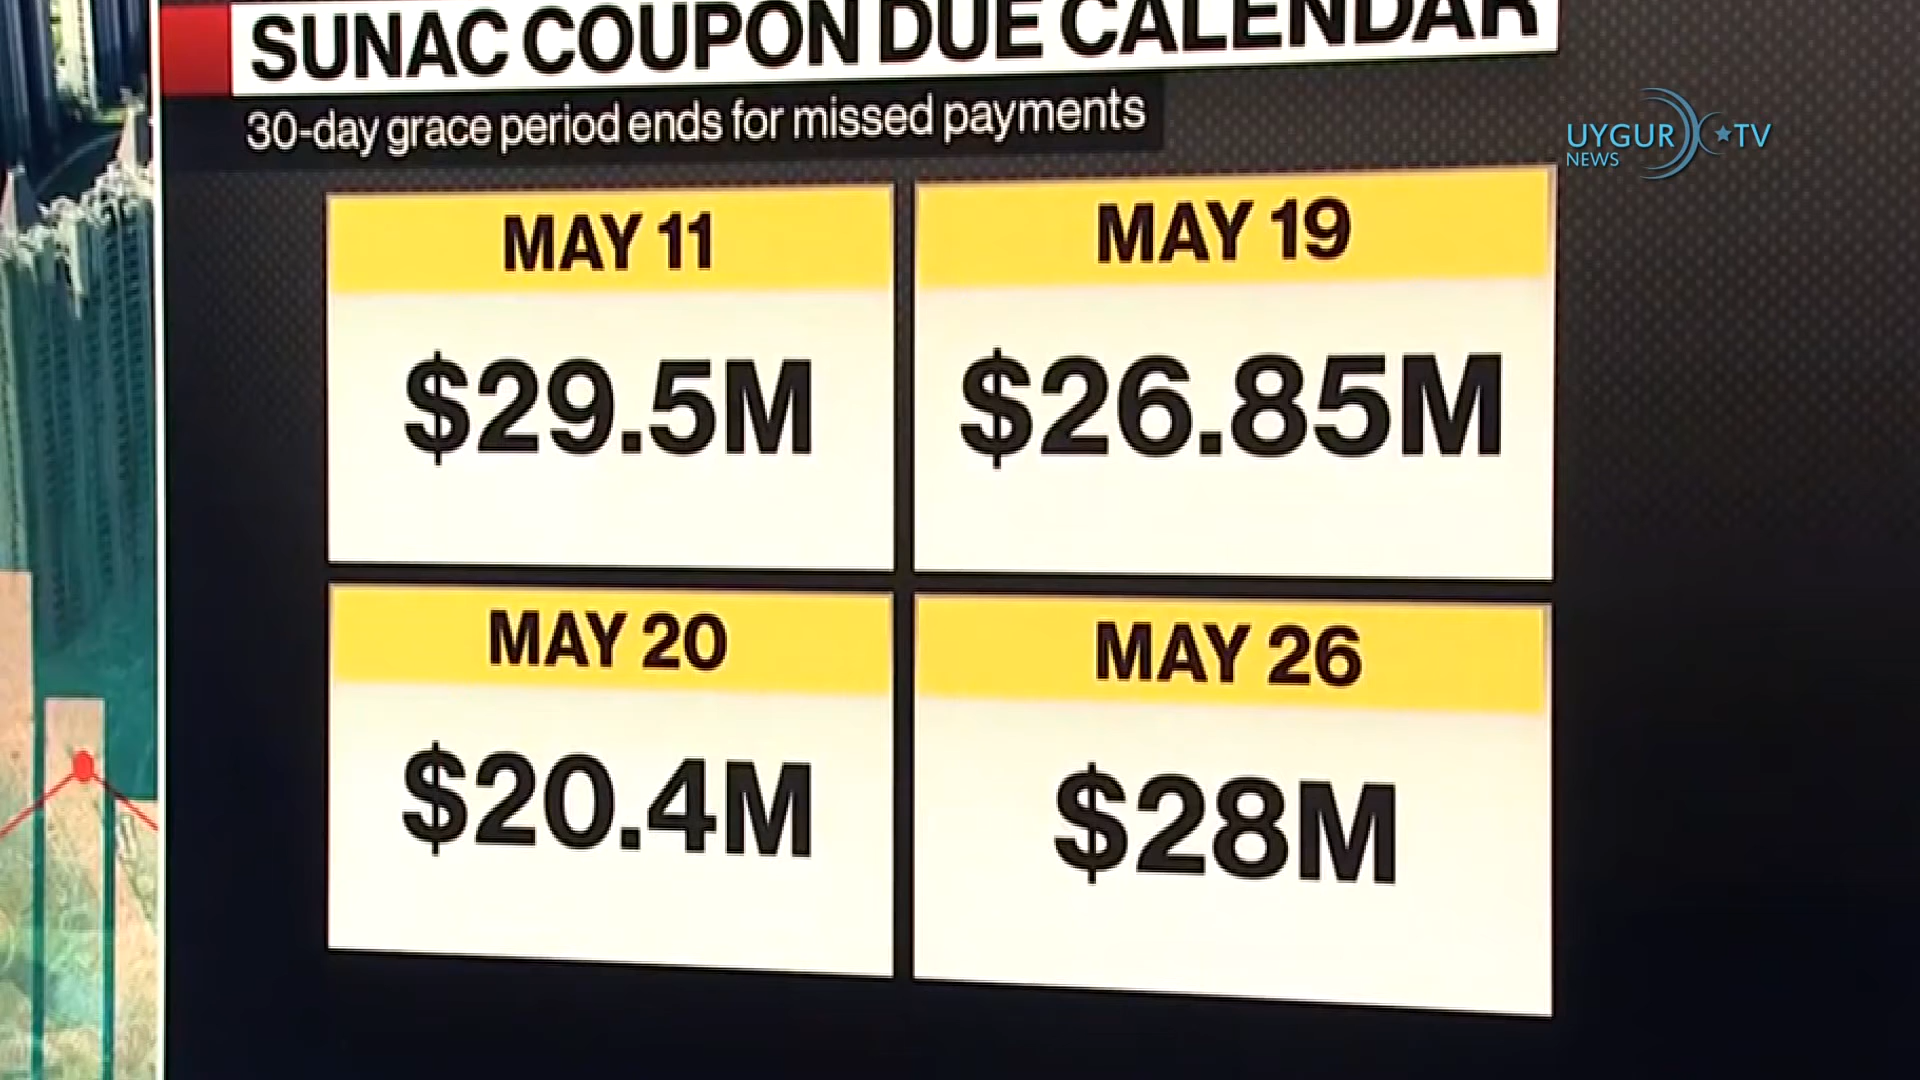 SUNAC COUPON DUE CALENDAR
30-day grace period ends for missed payments
UYGUR TV
NEWS
MAY 11
$29.5M
MAY 19
$26.85M
MAY 20
$20.4M
MAY 26
$28M